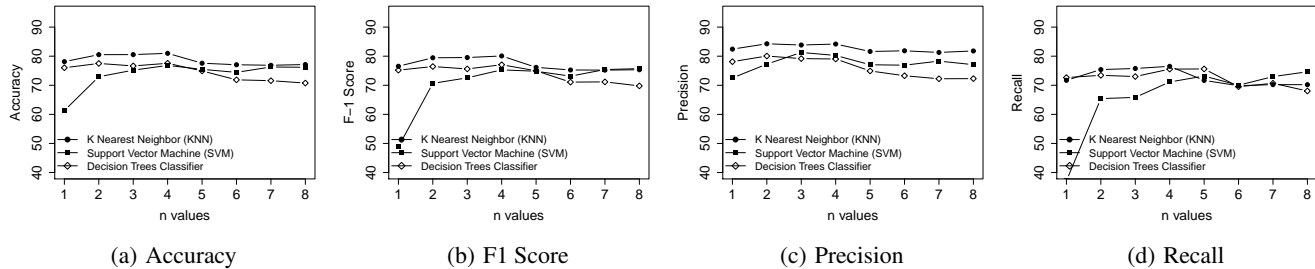 Accuracy
90
80
70
60
50
40
K Nearest Neighbor (KNN)
Support Vector Machine (SVM)
Decision Trees Classifier
1 2 3 4 5 6 7 8
n values
(a) Accuracy
F−1 Score
90
80
70
60
50
40
K Nearest Neighbor (KNN)
Support Vector Machine (SVM)
Decision Trees Classifier
1 2 3 4 5 6 7 8
n values
(b) F1 Score
Precision
90
80
70
60
50
40
K Nearest Neighbor (KNN)
Support Vector Machine (SVM)
Decision Trees Classifier
1 2 3 4 5 6 7 8
n values
(c) Precision
Recall
90
80
70
60
50
40
K Nearest Neighbor (KNN)
Support Vector Machine (SVM)
Decision Trees Classifier
1 2 3 4 5 6 7 8
n values
(d) Recall